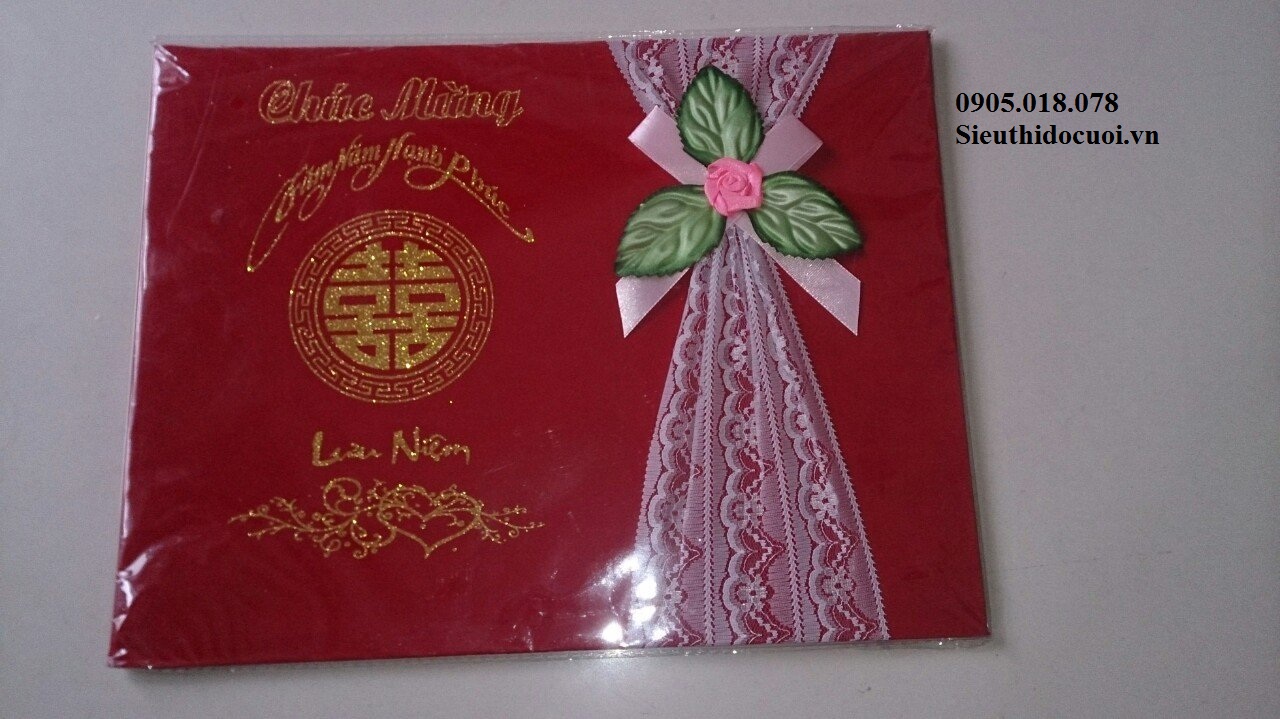 Chúc Mừng
Trăm Năm Hạnh Phúc
囍
Lưu Niệm
0905.018.078
Sieuthidocuoi.vn